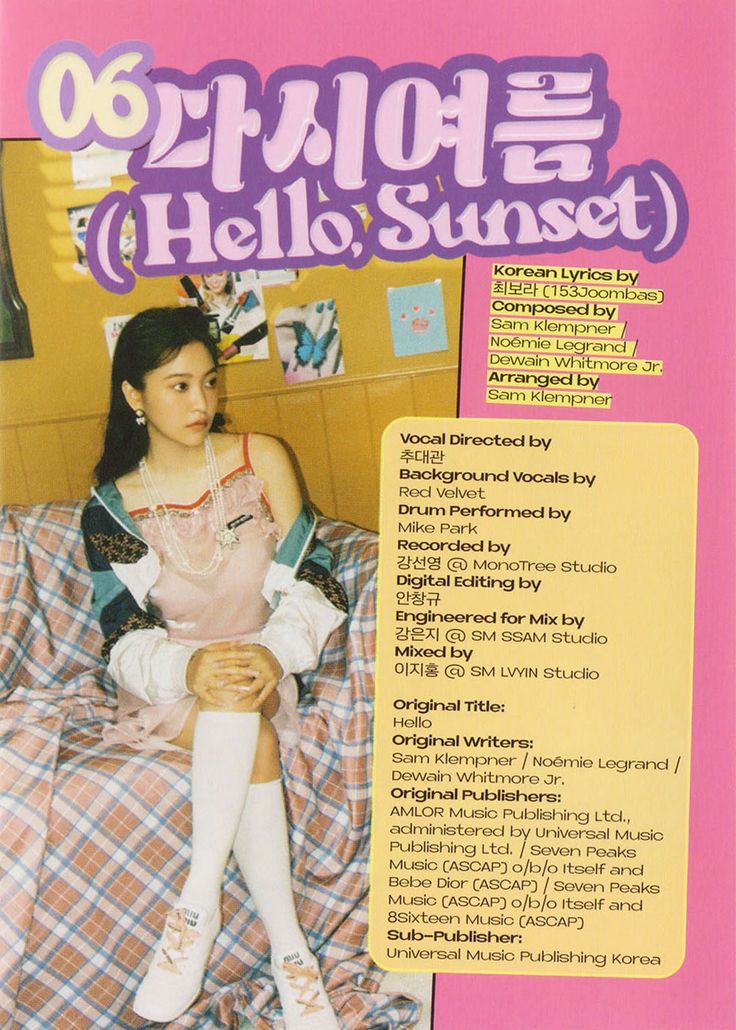 06
다시 여름
(Hello, Sunset)
Korean Lyrics by
최보라 (153Joombas)
Composed by
Sam Klempner /
Noémie Legrand /
Dewain Whitmore Jr.
Arranged by
Sam Klempner
Vocal Directed by
추대관
Background Vocals by
Red Velvet
Drum Performed by
Mike Park
Recorded by
강선영 @ MonoTree Studio
Digital Editing by
안창규
Engineered for Mix by
강은지 @ SM SSAM Studio
Mixed by
이지홍 @ SM LVYIN Studio
Original Title:
Hello
Original Writers:
Sam Klempner / Noémie Legrand /
Dewain Whitmore Jr.
Original Publishers:
AMLOR Music Publishing Ltd.,
administered by Universal Music
Publishing Ltd. / Seven Peaks
Music (ASCAP) o/b/o Itself and
Bebe Dior (ASCAP) / Seven Peaks
Music (ASCAP) o/b/o Itself and
8Sixteen Music (ASCAP)
Sub-Publisher:
Universal Music Publishing Korea
miu
miu